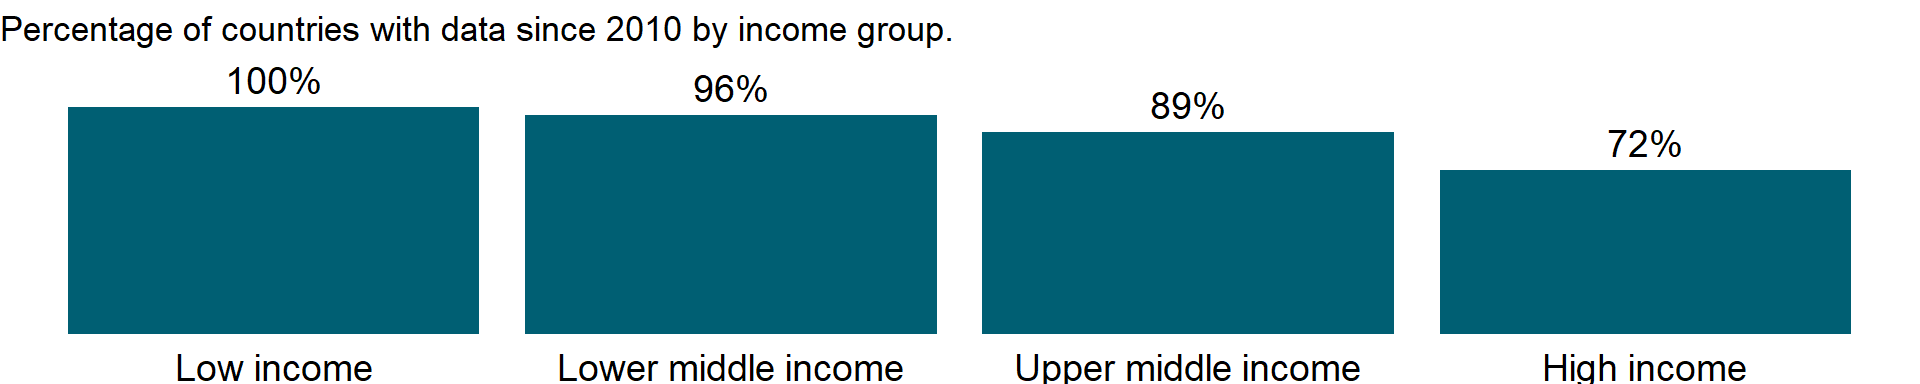 Percentage of countries with data since 2010 by income group.
100%
96%
89%
72%
Low income
Lower middle income
Upper middle income
High income